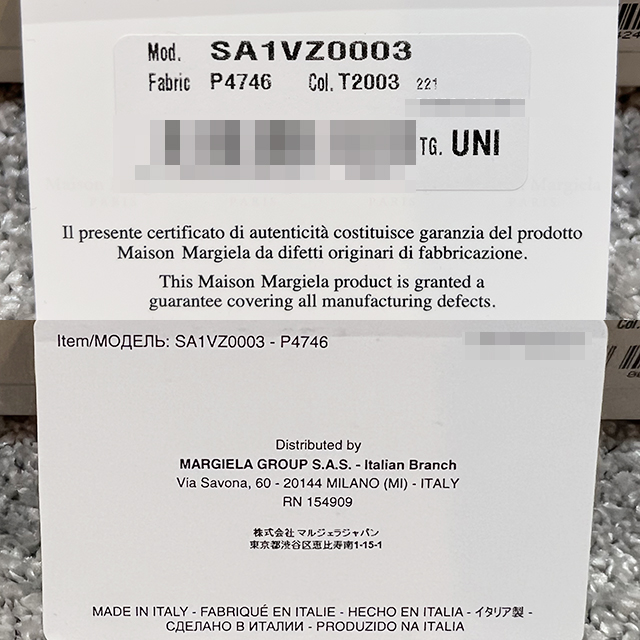 Mod. SA1VZ0003
Fabric P4746 Col. T2003 221
TG. UNI
Il presente certificato di autenticità costituisce garanzia del prodotto
Maison Margiela da difetti originari di fabbricazione.
This Maison Margiela product is granted a
guarantee covering all manufacturing defects.
Item/МОДЕЛЬ: SA1VZ0003 - P4746
Distributed by
MARGIELA GROUP S.A.S. - Italian Branch
Via Savona, 60 - 20144 MILANO (MI) - ITALY
RN 154909
株式会社 マルジェラジャパン
東京都渋谷区恵比寿南1-15-1
MADE IN ITALY - FABRIQUÉ EN ITALIE - HECHO EN ITALIA - イタリア製 -
СДЕЛАНО В ИТАЛИИ - PRODUZIDO NA ITALIA